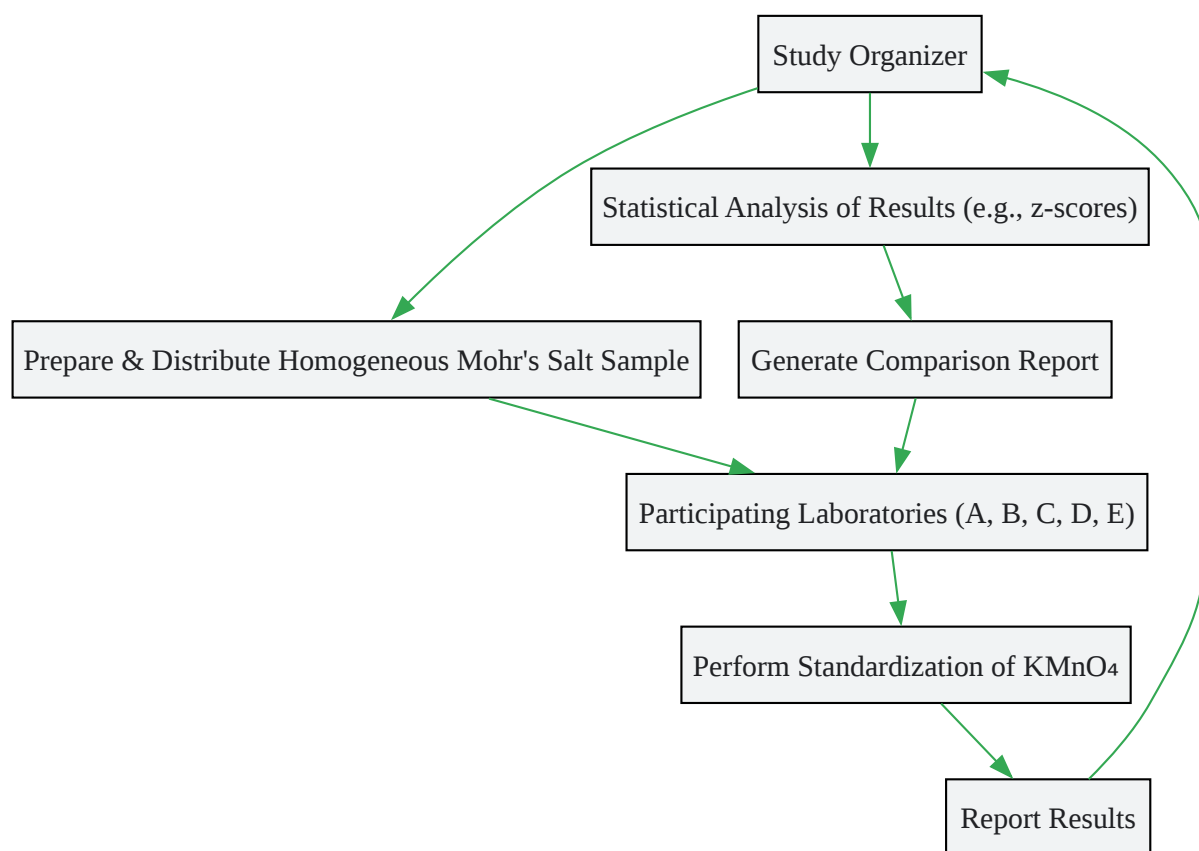 Study Organizer
Statistical Analysis of Results (e.g., z-scores)
Prepare & Distribute Homogeneous Mohr's Salt Sample
Generate Comparison Report
Participating Laboratories (A, B, C, D, E)
Perform Standardization of KMnO₄
Report Results